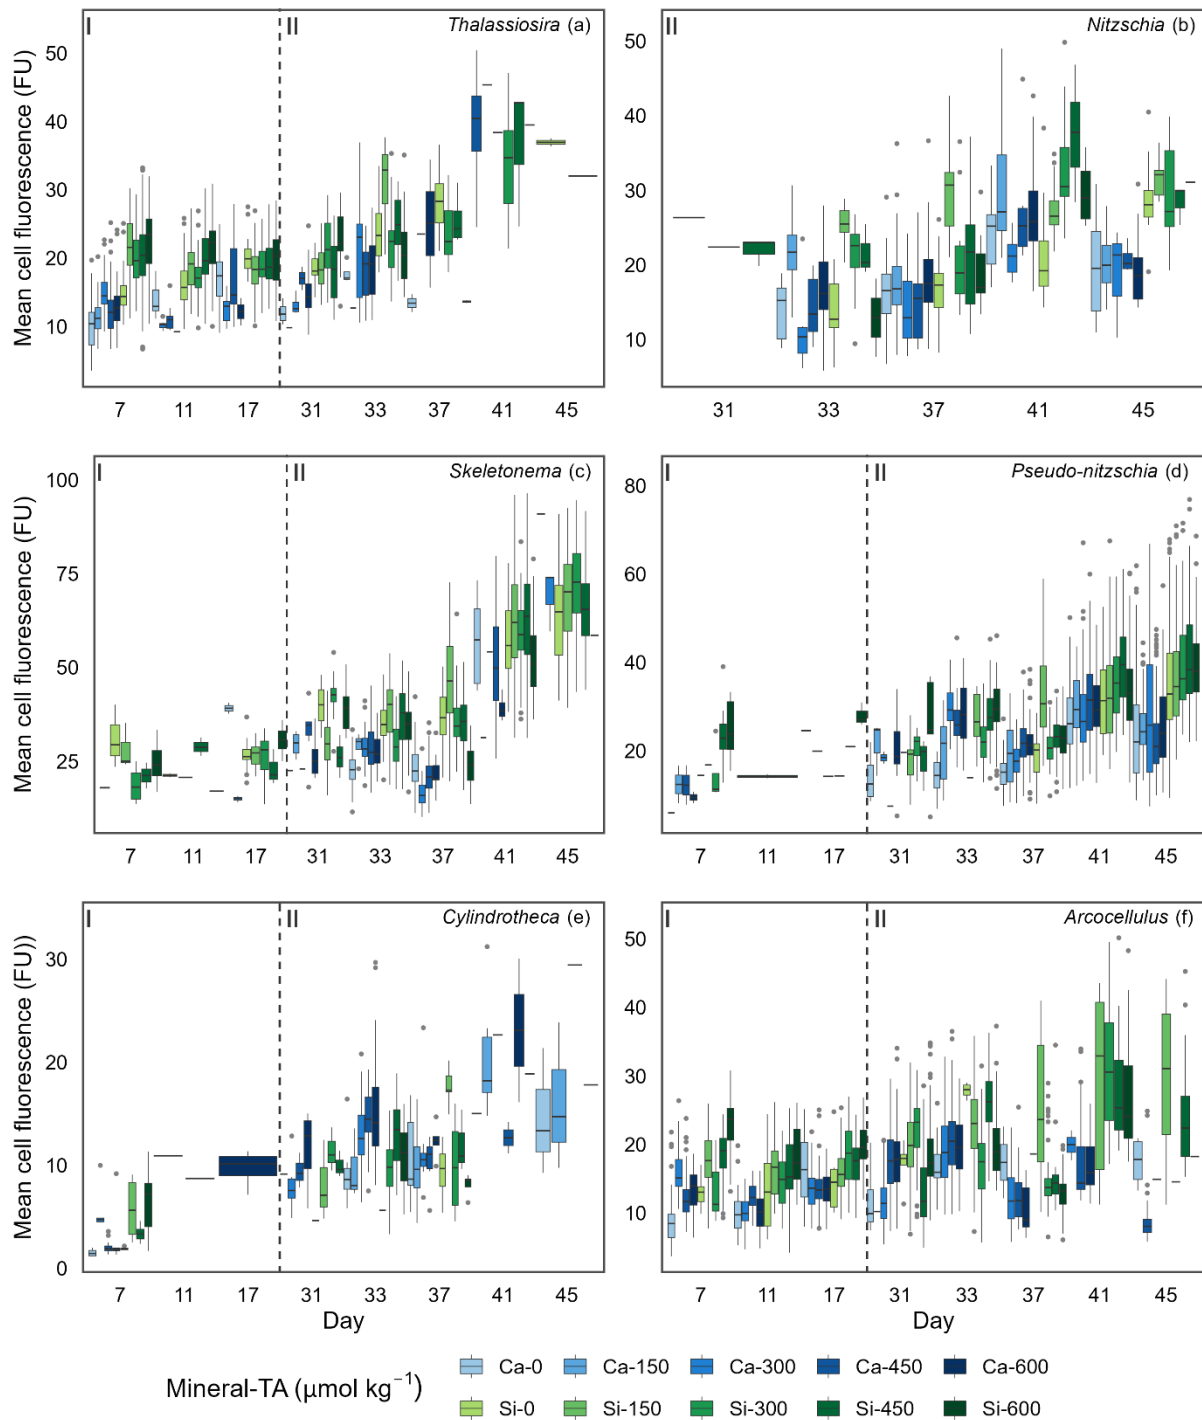 I II Thalassiosira (a)
Mean cell fluorescence (FU)
50
40
30
20
10
7 11 17 31 33 37 41 45
II Nitzschia (b)
50
40
30
20
10
31 33 37 41 45
I II Skeletonema (c)
Mean cell fluorescence (FU)
100
75
50
25
7 11 17 31 33 37 41 45
I II Pseudo-nitzschia (d)
80
60
40
20
7 11 17 31 33 37 41 45
I II Cylindrotheca (e)
Mean cell fluorescence (FU))
30
20
10
0
7 11 17 31 33 37 41 45
Day
I II Arcocellulus (f)
50
40
30
20
10
7 11 17 31 33 37 41 45
Day
Mineral-TA (μmol kg⁻¹)
Ca-0 Ca-150 Ca-300 Ca-450 Ca-600
Si-0 Si-150 Si-300 Si-450 Si-600